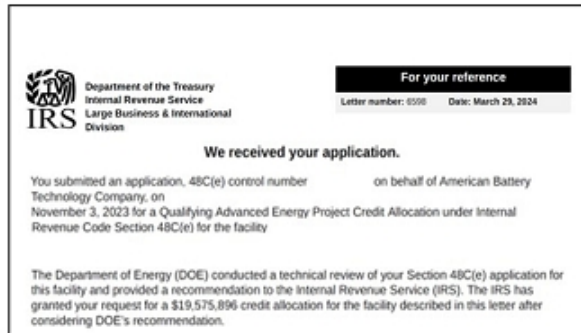 IRS
Department of the Treasury
Internal Revenue Service
Large Business & International
Division
For your reference
Letter number: 6598 Date: March 29, 2024
We received your application.
You submitted an application, 48C(e) control number on behalf of American Battery
Technology Company, on
November 3, 2023 for a Qualifying Advanced Energy Project Credit Allocation under Internal
Revenue Code Section 48C(e) for the facility
The Department of Energy (DOE) conducted a technical review of your Section 48C(e) application for
this facility and provided a recommendation to the Internal Revenue Service (IRS). The IRS has
granted your request for a $19,575,896 credit allocation for the facility described in this letter after
considering DOE's recommendation.